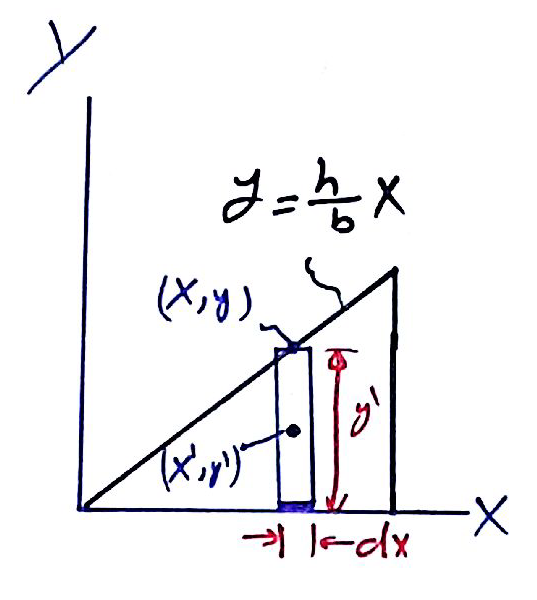 Y
y = h/b X
(X,y)
y'
(X',y')
X
dx